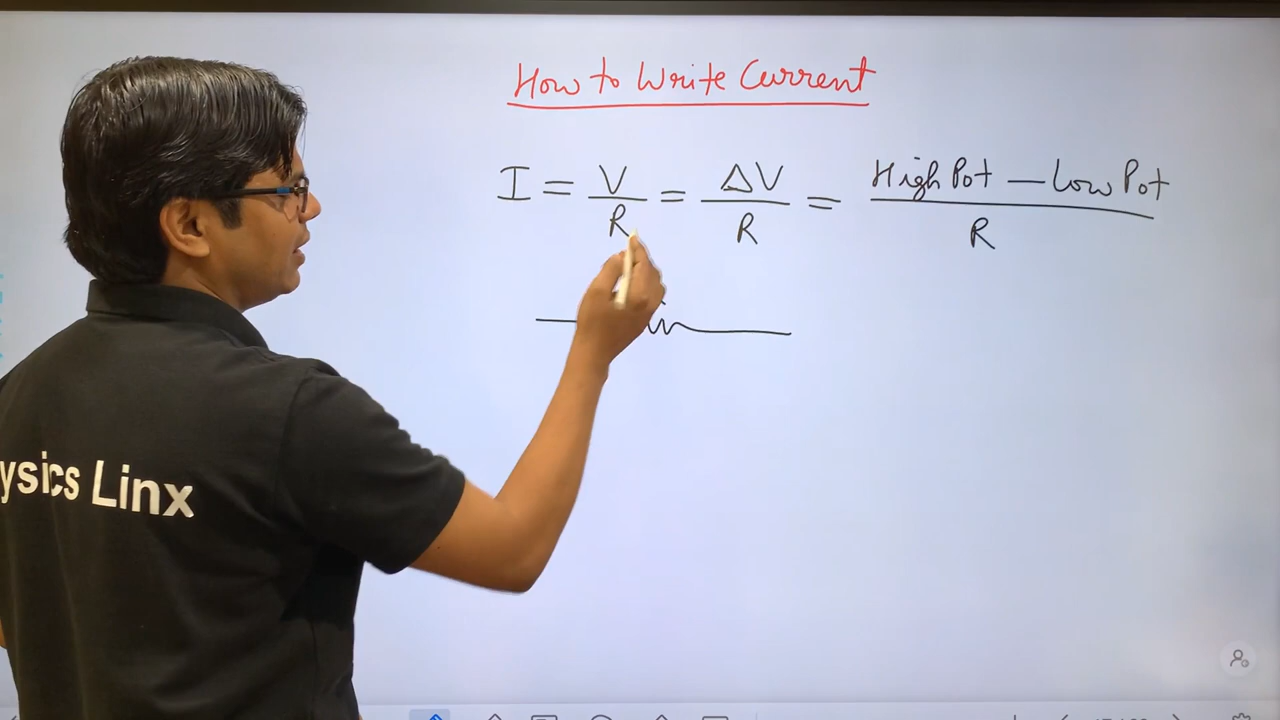 How to Write Current
I = V/R = ΔV/R = High Pot − Low Pot/R
ysics Linx